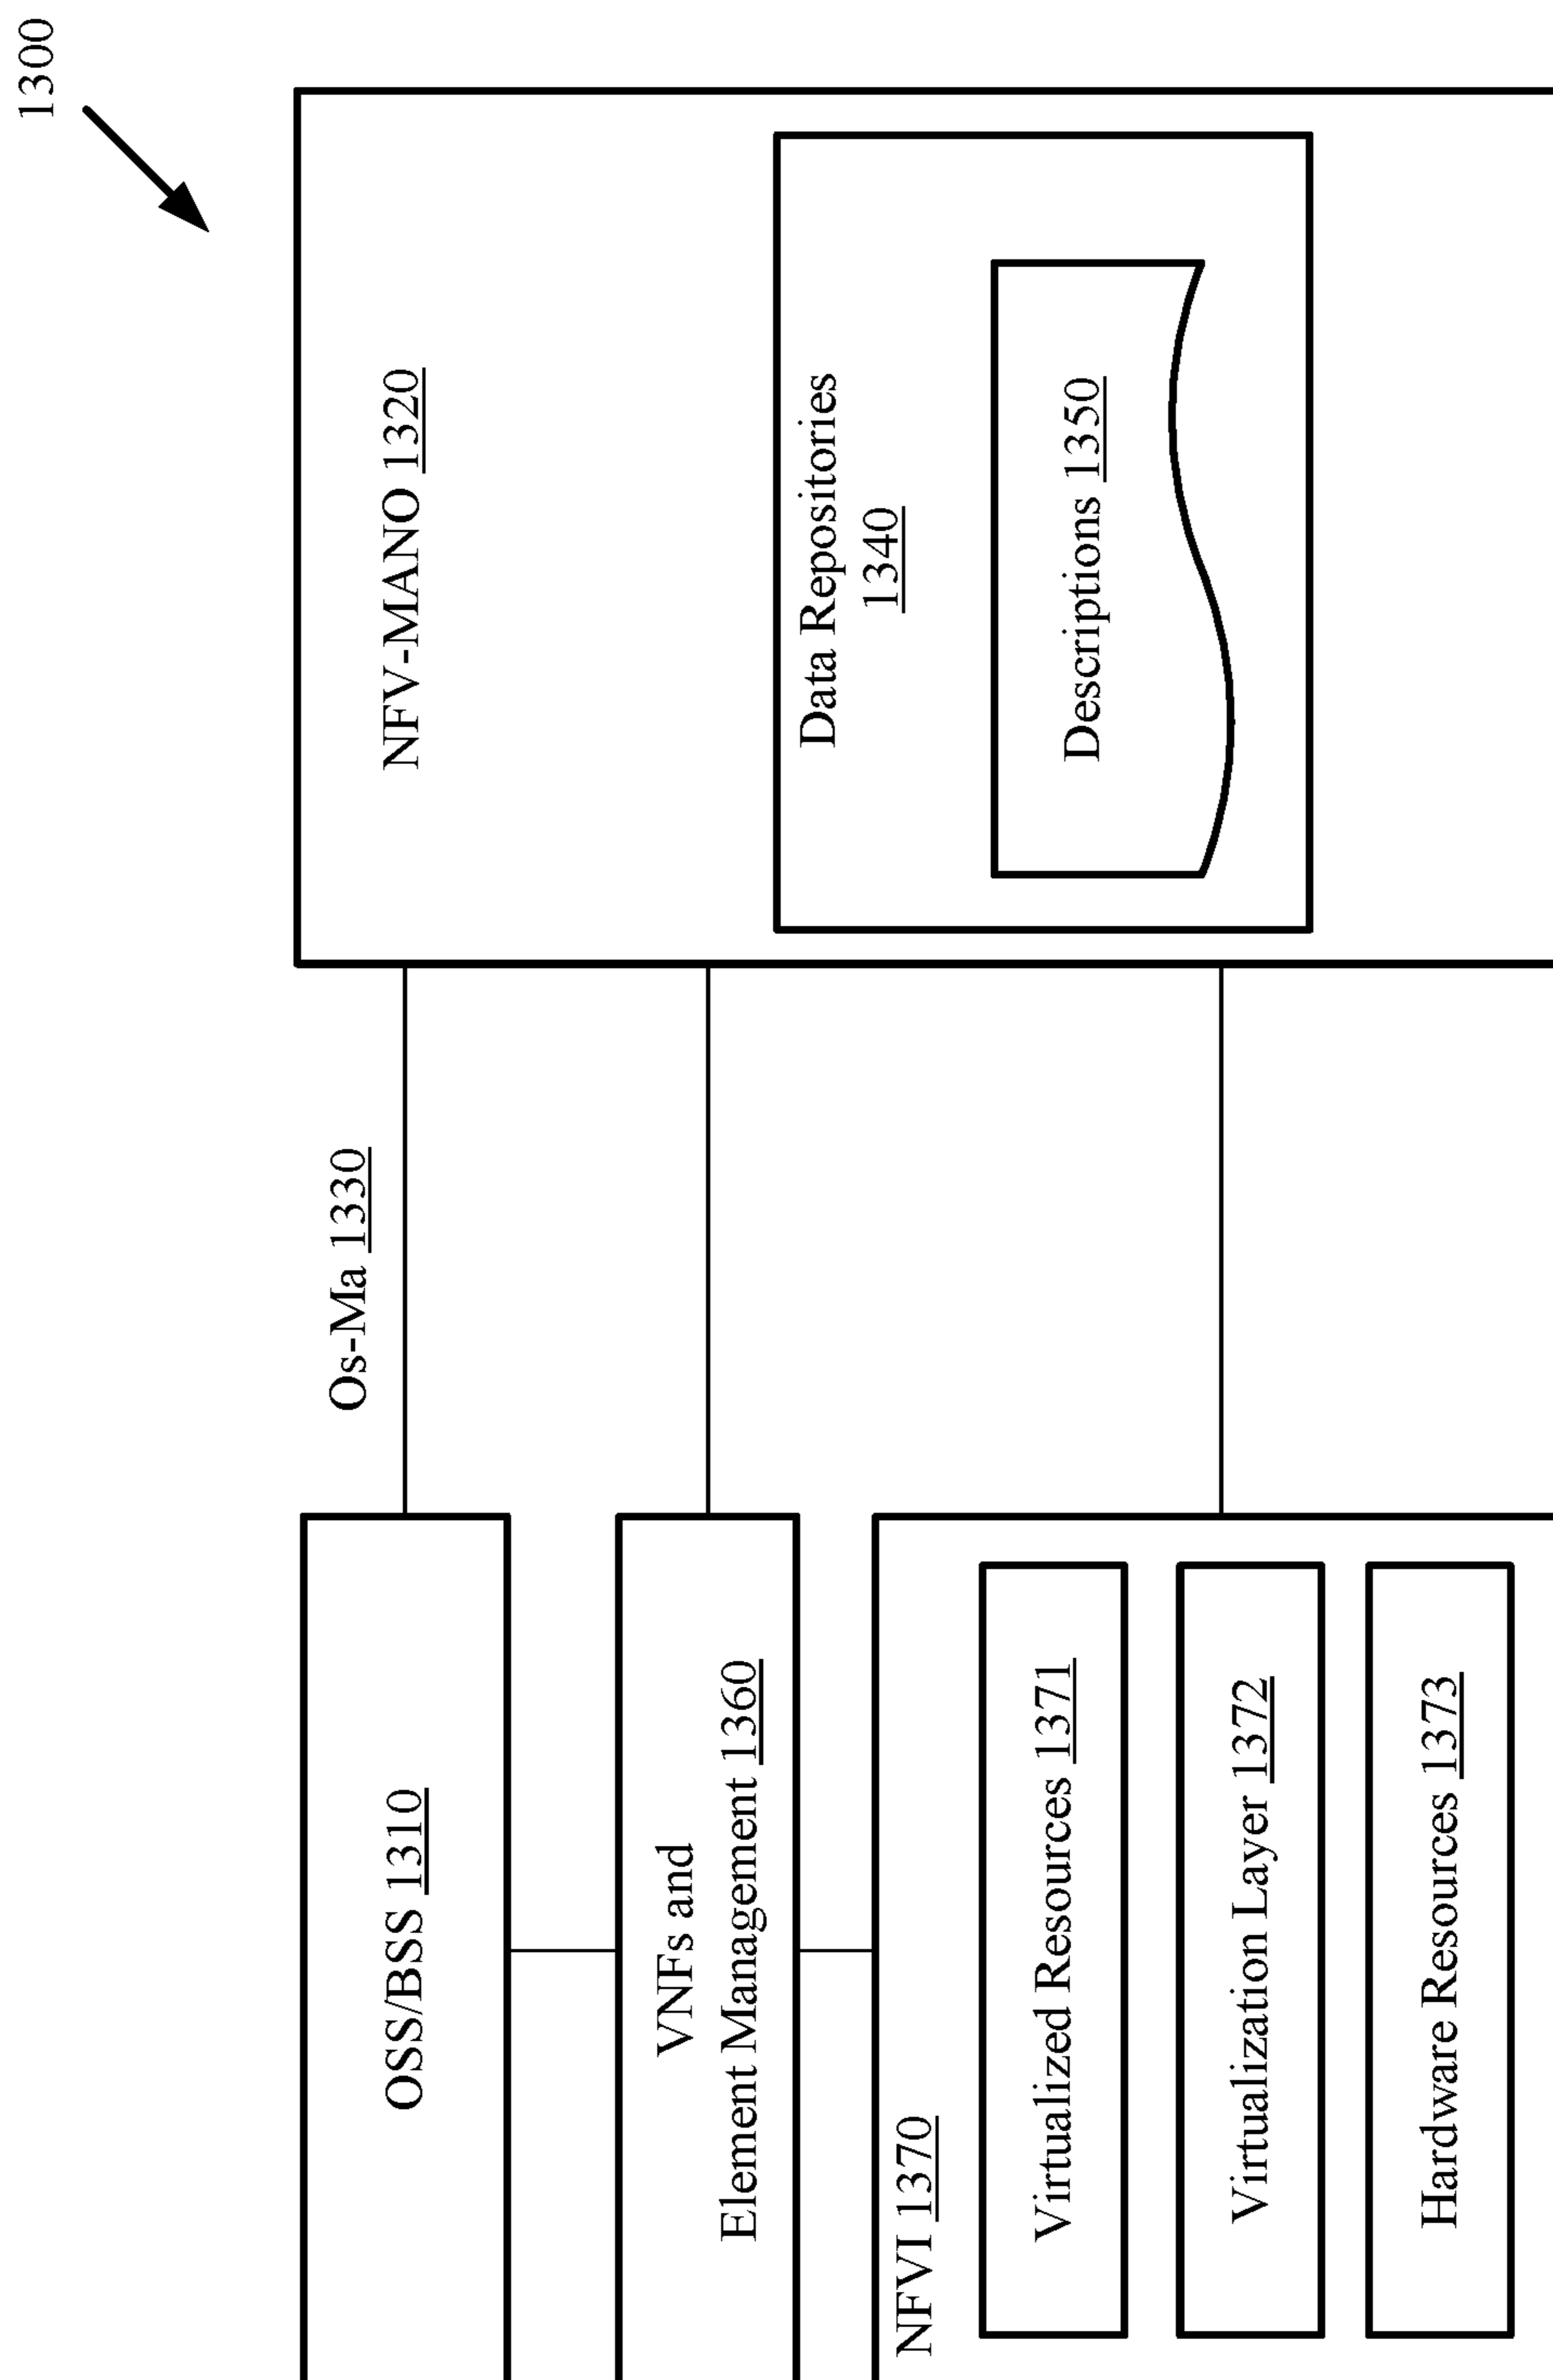 1300
OSS/BSS 1310
Os-Ma 1330
NFV-MANO 1320
VNFs and
Element Management 1360
Data Repositories
1340
Descriptions 1350
NFVI 1370
Virtualized Resources 1371
Virtualization Layer 1372
Hardware Resources 1373